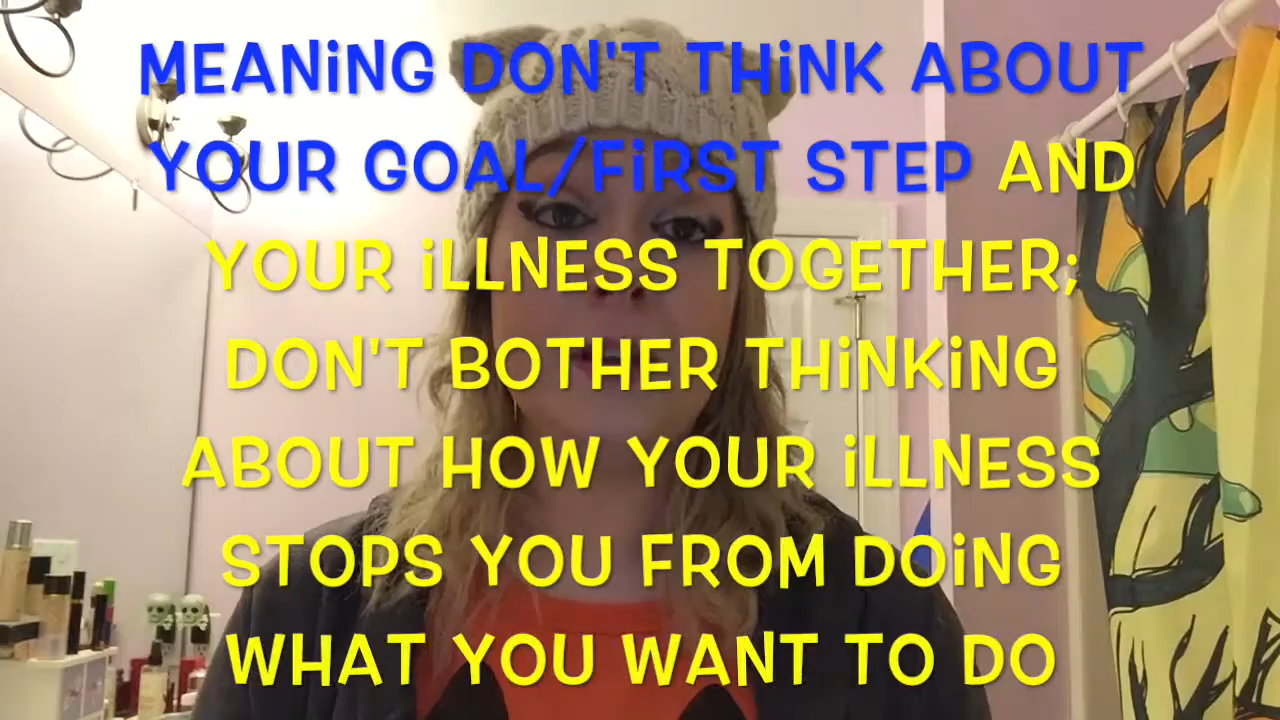 MEANiNG DON'T THiNK ABOUT
YOUR GOAL/FiRST STEP AND
YOUR iLLNESS TOGETHER;
DON'T BOTHER THiNKiNG
ABOUT HOW YOUR iLLNESS
STOPS YOU FROM DOiNG
WHAT YOU WANT TO DO